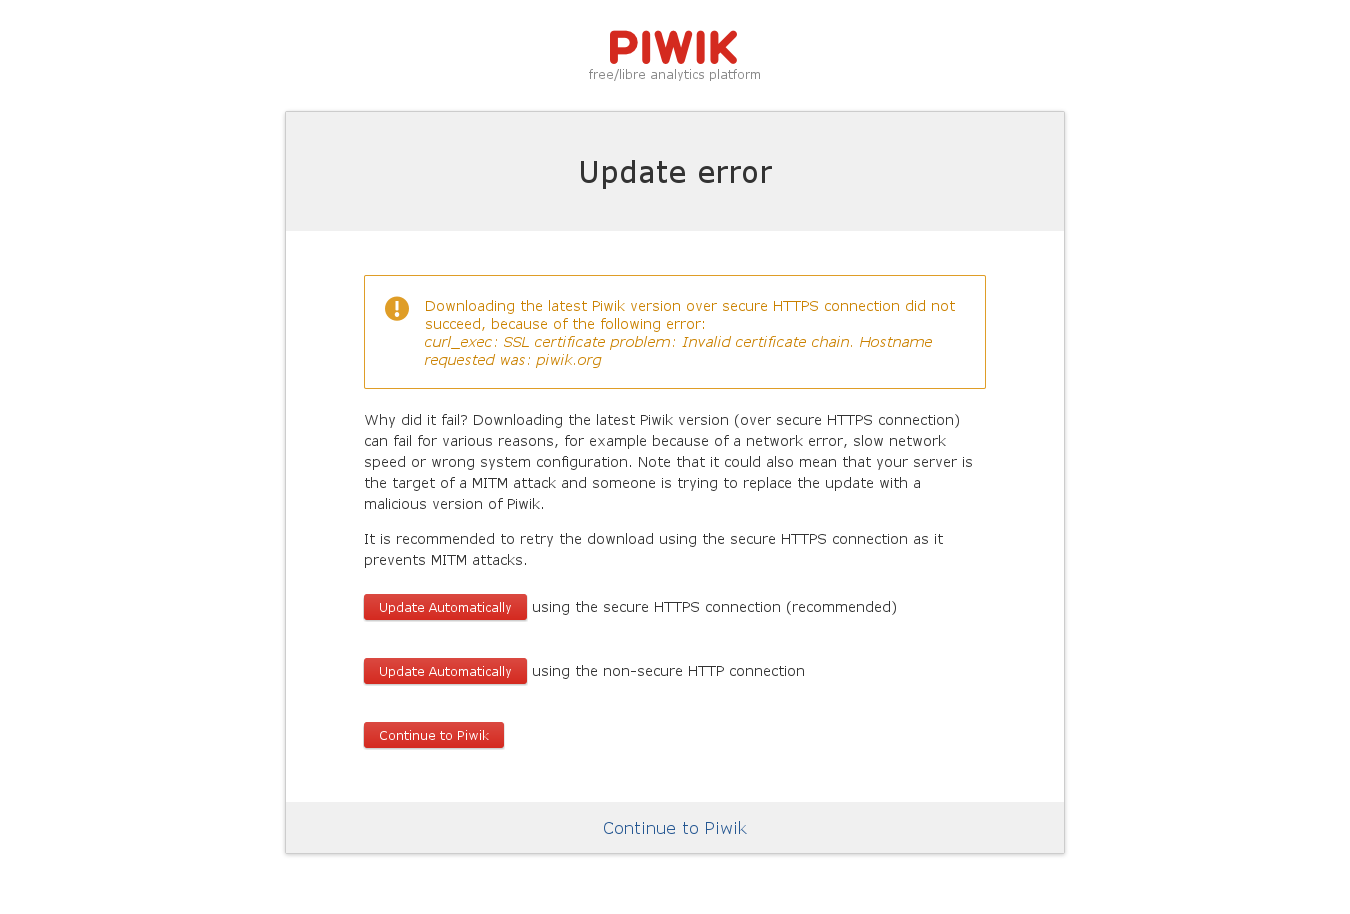 PIWIK
free/libre analytics platform
Update error
Downloading the latest Piwik version over secure HTTPS connection did not
succeed, because of the following error:
curl_exec: SSL certificate problem: Invalid certificate chain. Hostname
requested was: piwik.org
Why did it fail? Downloading the latest Piwik version (over secure HTTPS connection)
can fail for various reasons, for example because of a network error, slow network
speed or wrong system configuration. Note that it could also mean that your server is
the target of a MITM attack and someone is trying to replace the update with a
malicious version of Piwik.
It is recommended to retry the download using the secure HTTPS connection as it
prevents MITM attacks.
Update Automatically using the secure HTTPS connection (recommended)
Update Automatically using the non-secure HTTP connection
Continue to Piwik
Continue to Piwik